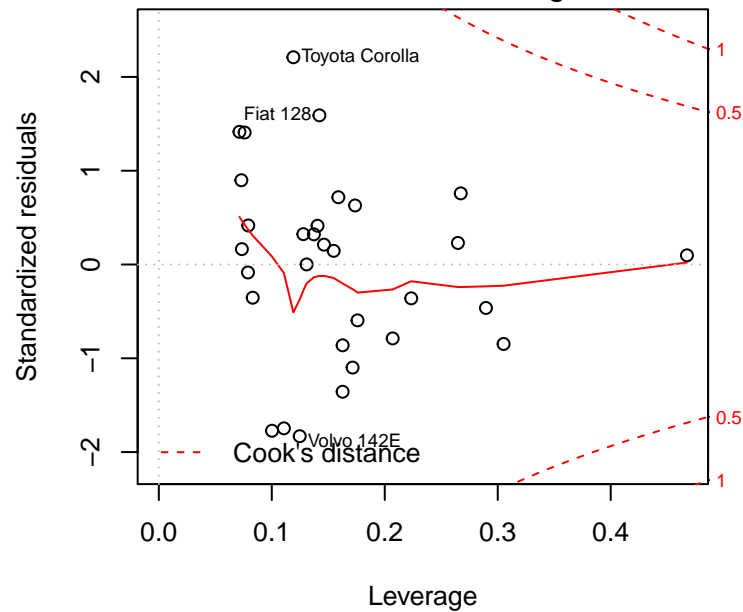 Toyota Corolla
Fiat 128
Volvo 142E
Cook's distance
1
0.5
0.5
1
2
1
0
−1
−2
Standardized residuals
0.0
0.1
0.2
0.3
0.4
Leverage